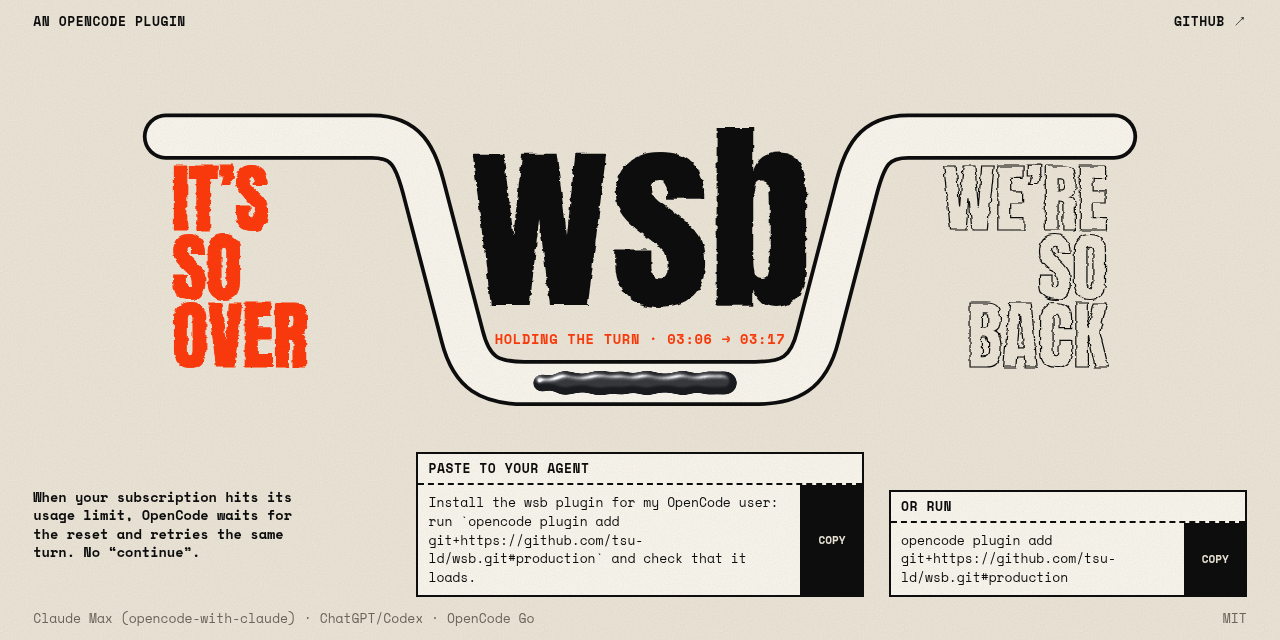 AN OPENCODE PLUGIN
GITHUB ↗
IT’S
SO
OVER
wsb
WE’RE
SO
BACK
HOLDING THE TURN · 03:06 → 03:17
When your subscription hits its
usage limit, OpenCode waits for
the reset and retries the same
turn. No “continue”.
PASTE TO YOUR AGENT
Install the wsb plugin for my OpenCode user:
run `opencode plugin add
git+https://github.com/tsu-
ld/wsb.git#production` and check that it
loads.
COPY
OR RUN
opencode plugin add
git+https://github.com/tsu-
ld/wsb.git#production
COPY
Claude Max (opencode-with-claude) · ChatGPT/Codex · OpenCode Go
MIT